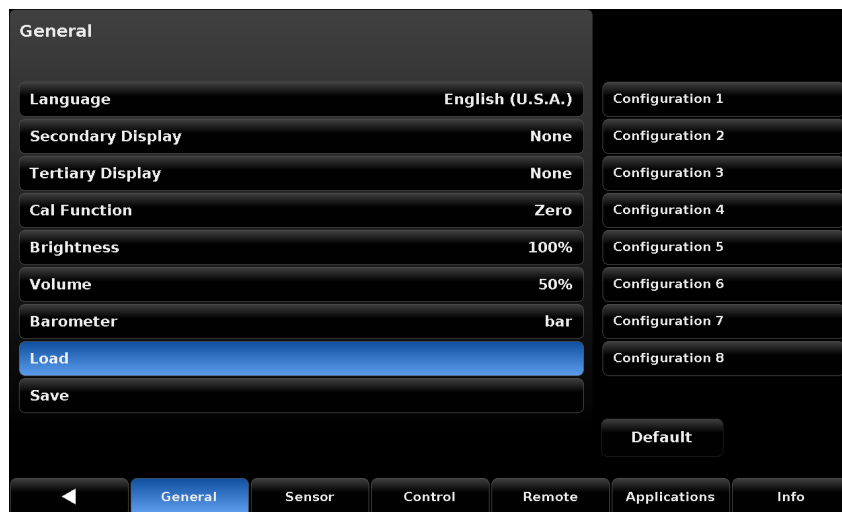 General
Language English (U.S.A.)
Secondary Display None
Tertiary Display None
Cal Function Zero
Brightness 100%
Volume 50%
Barometer bar
Load
Save
Configuration 1
Configuration 2
Configuration 3
Configuration 4
Configuration 5
Configuration 6
Configuration 7
Configuration 8
Default
General Sensor Control Remote Applications Info